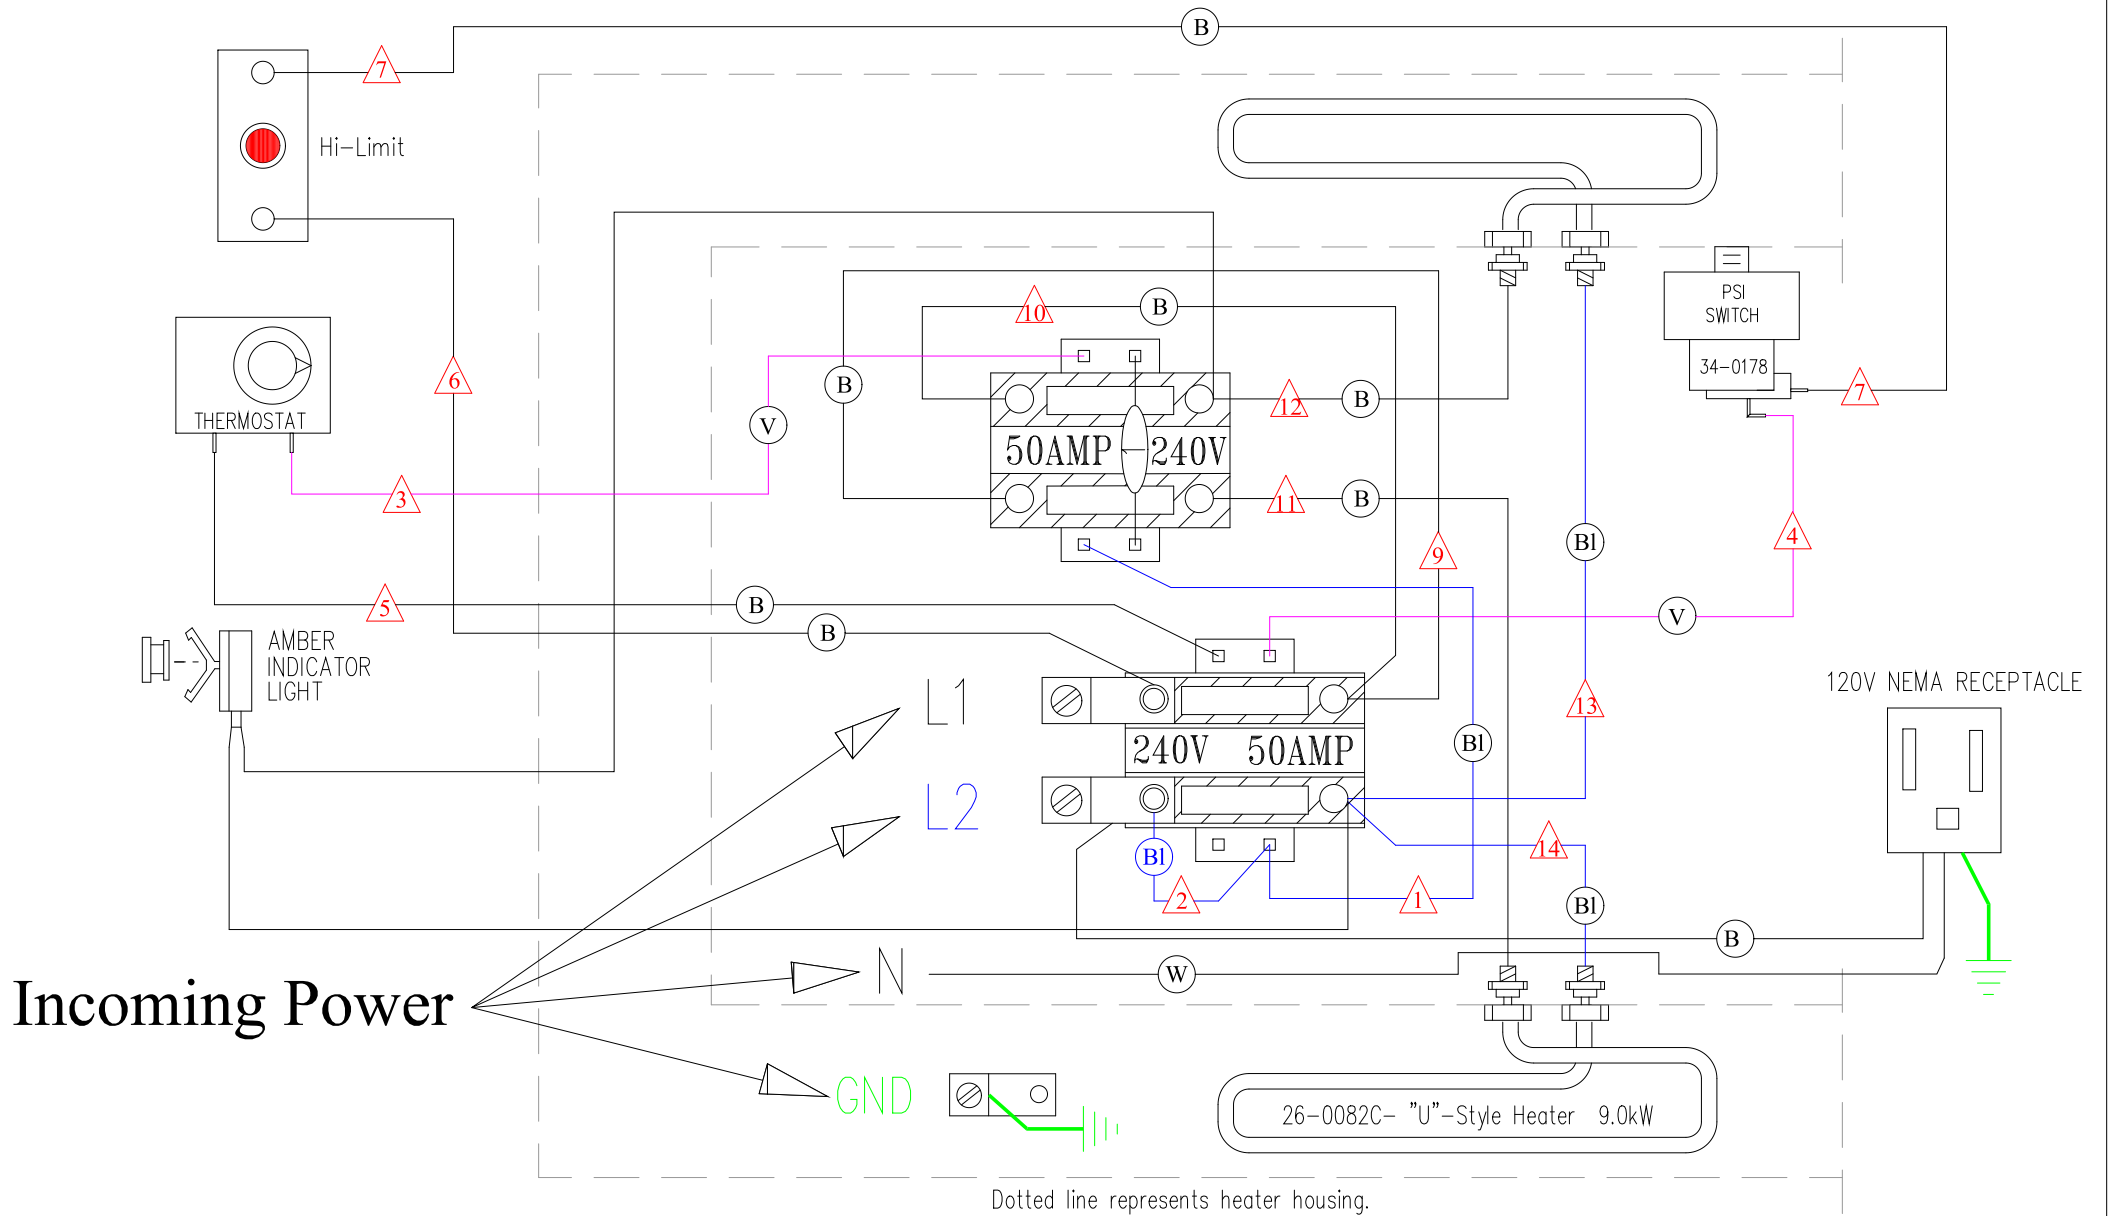 B
7
Hi-Limit
10
B
PSI
SWITCH
34-0178
THERMOSTAT
6
B
12
B
7
V
50AMP
240V
3
11
B
Bl
4
9
5
B
B
V
AMBER
INDICATOR
LIGHT
L1
13
120V NEMA RECEPTACLE
240V
50AMP
Bl
L2
Bl
14
2
1
Bl
B
N
W
Incoming Power
GND
26-0082C- "U"-Style Heater 9.0kW
Dotted line represents heater housing.